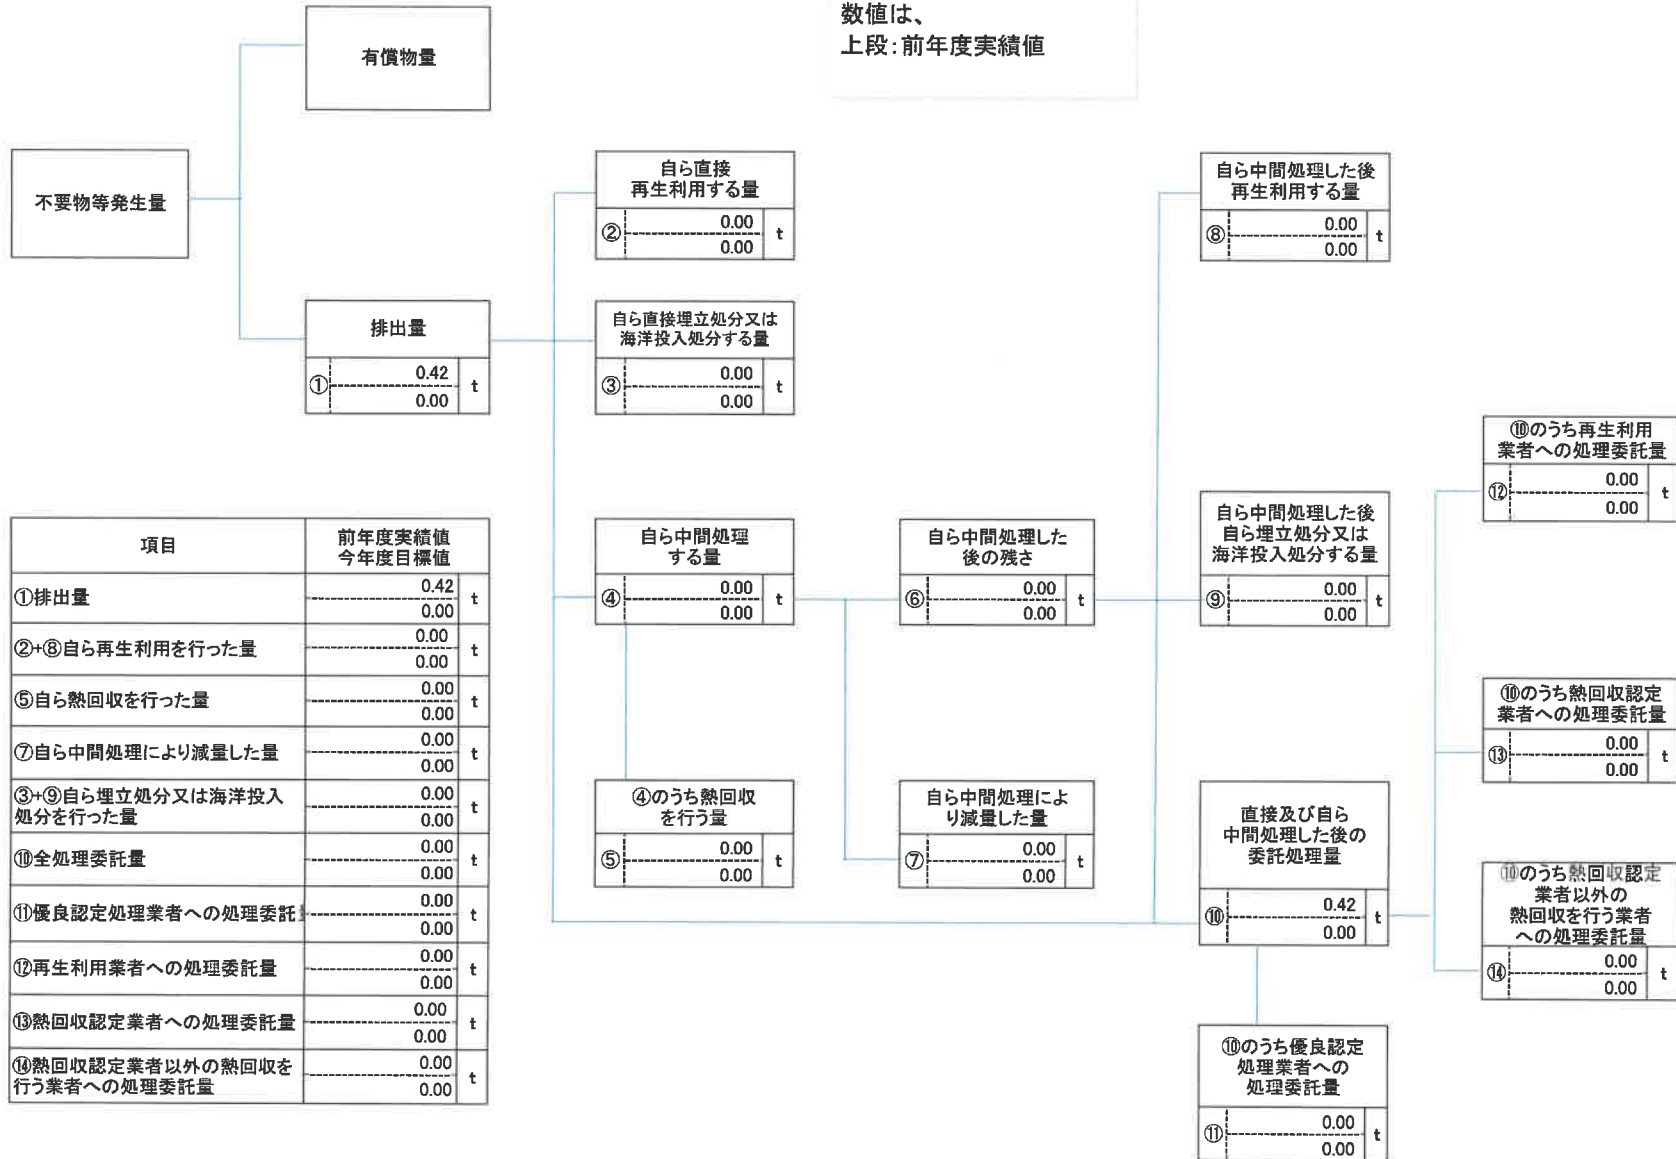 数値は、
上段:前年度実績値
有償物量
不要物等発生量
排出量
①
0.42
0.00
t
自ら直接
再生利用する量
②
0.00
0.00
t
自ら直接埋立処分又は
海洋投入処分する量
③
0.00
0.00
t
自ら中間処理
する量
④
0.00
0.00
t
④のうち熱回収
を行う量
⑤
0.00
0.00
t
自ら中間処理した
後の残さ
⑥
0.00
0.00
t
自ら中間処理によ
り減量した量
⑦
0.00
0.00
t
自ら中間処理した後
再生利用する量
⑧
0.00
0.00
t
自ら中間処理した後
自ら埋立処分又は
海洋投入処分する量
⑨
0.00
0.00
t
直接及び自ら
中間処理した後の
委託処理量
⑩
0.42
0.00
t
⑩のうち優良認定
処理業者への
処理委託量
⑪
0.00
0.00
t
⑩のうち再生利用
業者への処理委託量
⑫
0.00
0.00
t
⑩のうち熱回収認定
業者への処理委託量
⑬
0.00
0.00
t
⑩のうち熱回収認定
業者以外の
熱回収を行う業者
への処理委託量
⑭
0.00
0.00
t
項目
前年度実績値
今年度目標値
①排出量
0.42
0.00
t
②+⑧自ら再生利用を行った量
0.00
0.00
t
⑤自ら熱回収を行った量
0.00
0.00
t
⑦自ら中間処理により減量した量
0.00
0.00
t
③+⑨自ら埋立処分又は海洋投入
処分を行った量
0.00
0.00
t
⑩全処理委託量
0.00
0.00
t
⑪優良認定処理業者への処理委託
0.00
0.00
t
⑫再生利用業者への処理委託量
0.00
0.00
t
⑬熱回収認定業者への処理委託量
0.00
0.00
t
⑭熱回収認定業者以外の熱回収を
行う業者への処理委託量
0.00
0.00
t